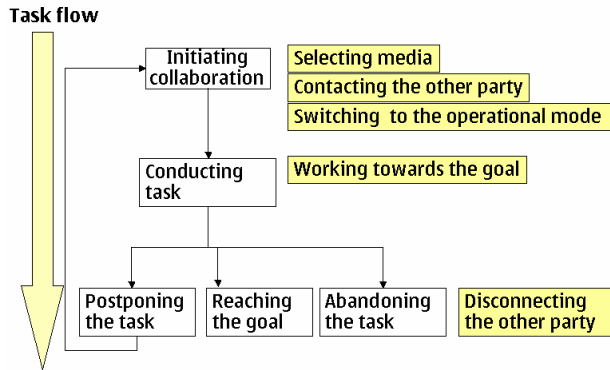 Task flow
Initiating
collaboration
Selecting media
Contacting the other party
Switching to the operational mode
Conducting
task
Working towards the goal
Postponing
the task
Reaching
the goal
Abandoning
the task
Disconnecting
the other party